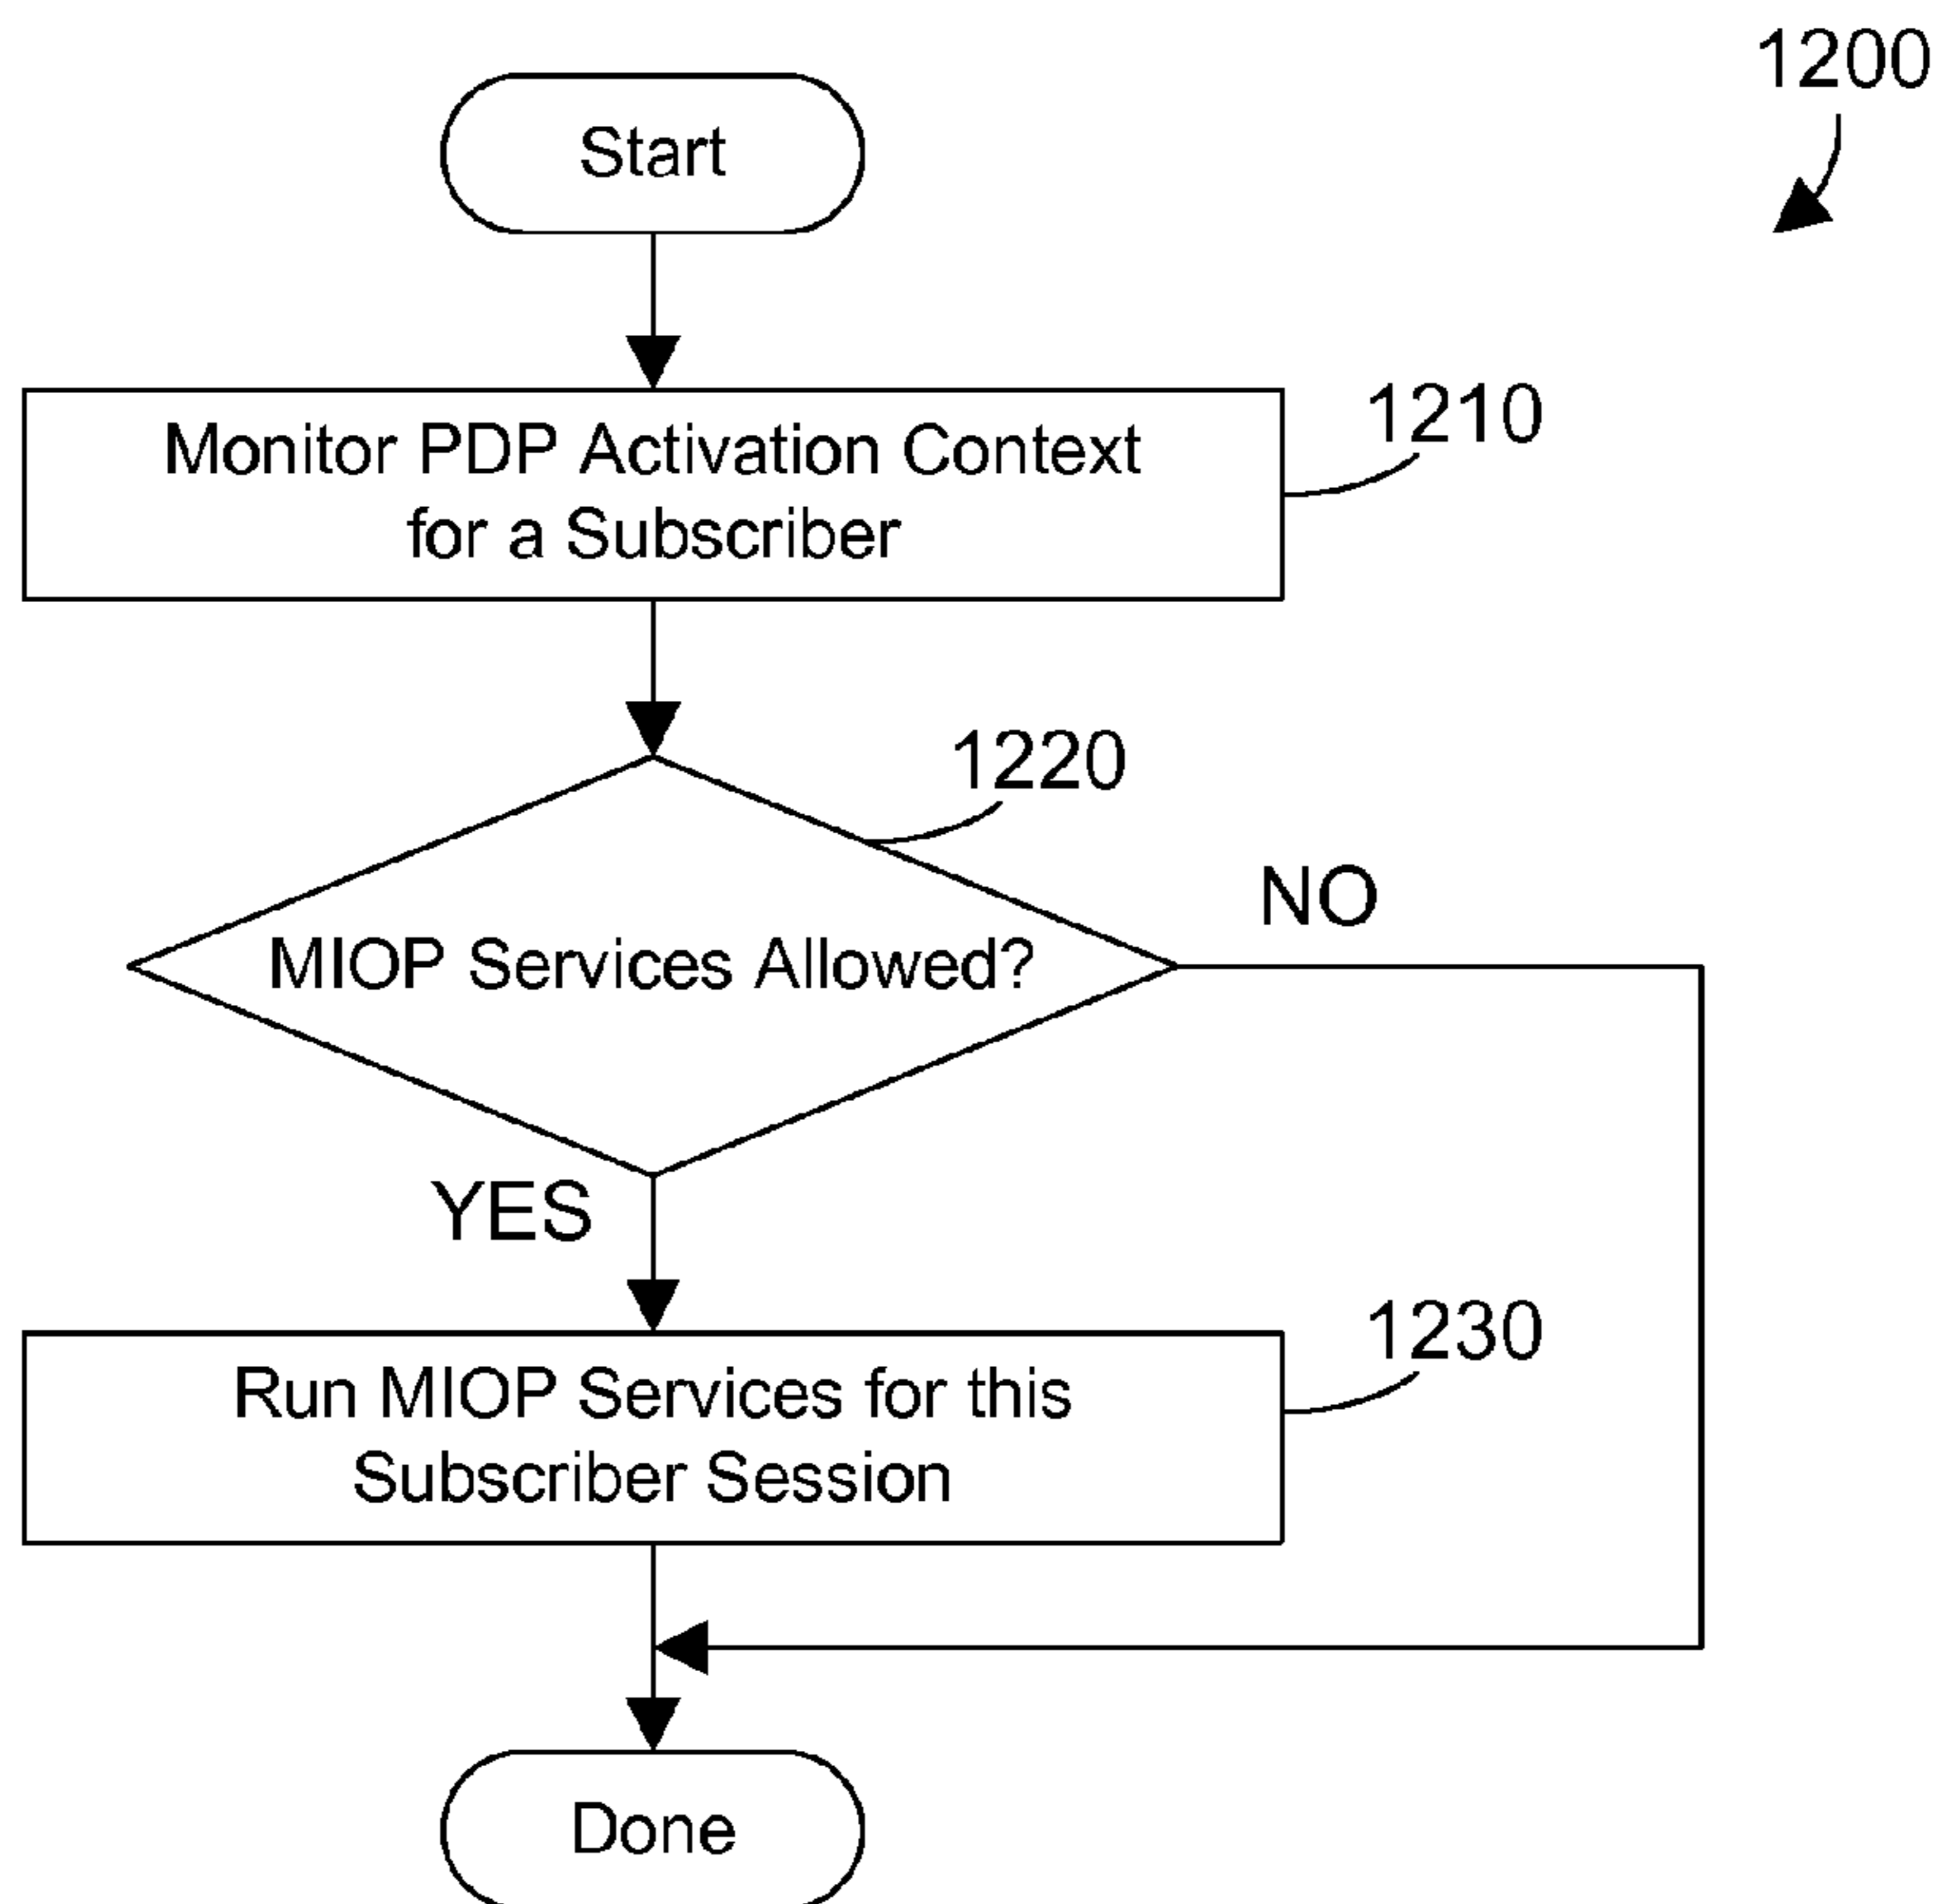 1200
Start
Monitor PDP Activation Context
for a Subscriber
1210
1220
MIOP Services Allowed?
NO
YES
Run MIOP Services for this
Subscriber Session
1230
Done